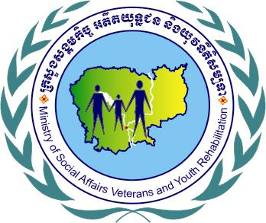 ក្រសួងសង្គមកិច្ច អតីតយុទ្ធជន និងយុវនីតិសម្បទា
Ministry of Social Affairs Veterans and Youth Rehabilitation